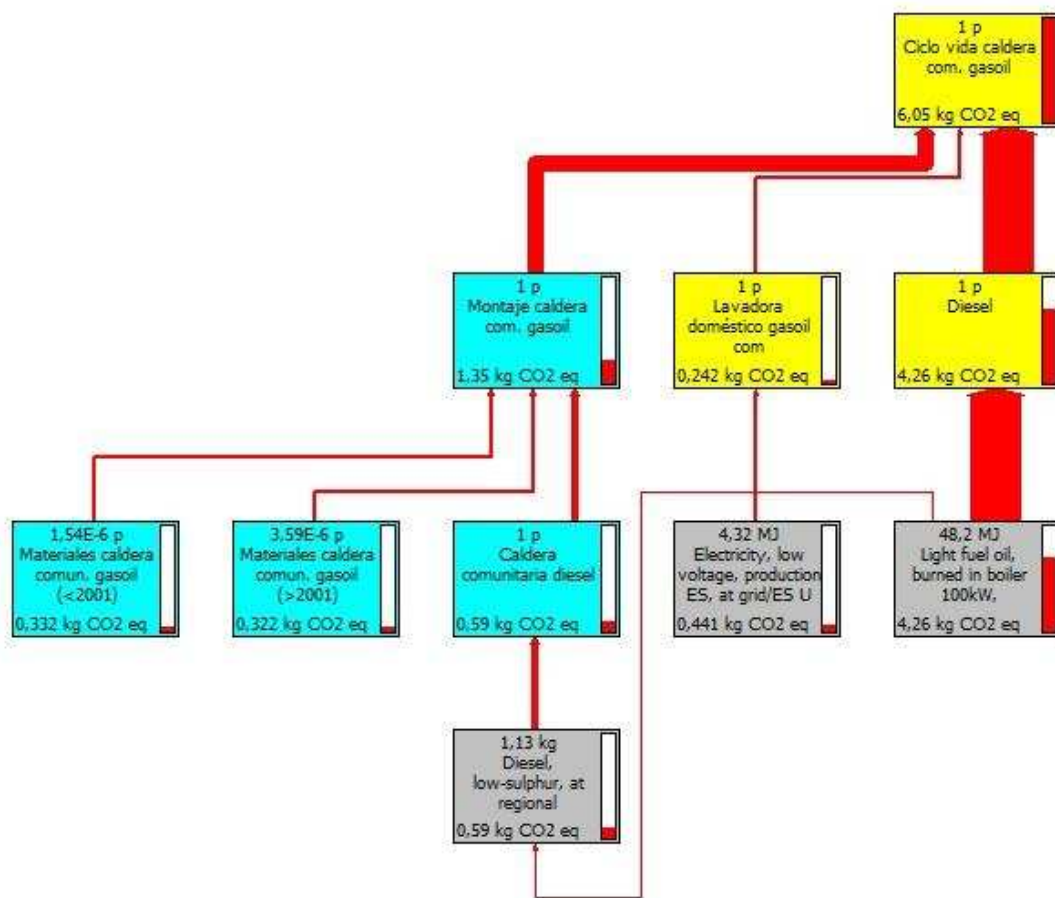 1 p
Ciclo vida caldera
com. gasoil
6,05 kg CO2 eq
1 p
Montaje caldera
com. gasoil
1,35 kg CO2 eq
1 p
Lavadora
doméstico gasoil
com
0,242 kg CO2 eq
1 p
Diesel
4,26 kg CO2 eq
1,54E-6 p
Materiales caldera
comun. gasoil
(<2001)
0,332 kg CO2 eq
3,59E-6 p
Materiales caldera
comun. gasoil
(>2001)
0,322 kg CO2 eq
1 p
Caldera
comunitaria diesel
0,59 kg CO2 eq
4,32 MJ
Electricity, low
voltage, production
ES, at grid/ES U
0,441 kg CO2 eq
48,2 MJ
Light fuel oil,
burned in boiler
100kW,
4,26 kg CO2 eq
1,13 kg
Diesel,
low-sulphur, at
regional
0,59 kg CO2 eq